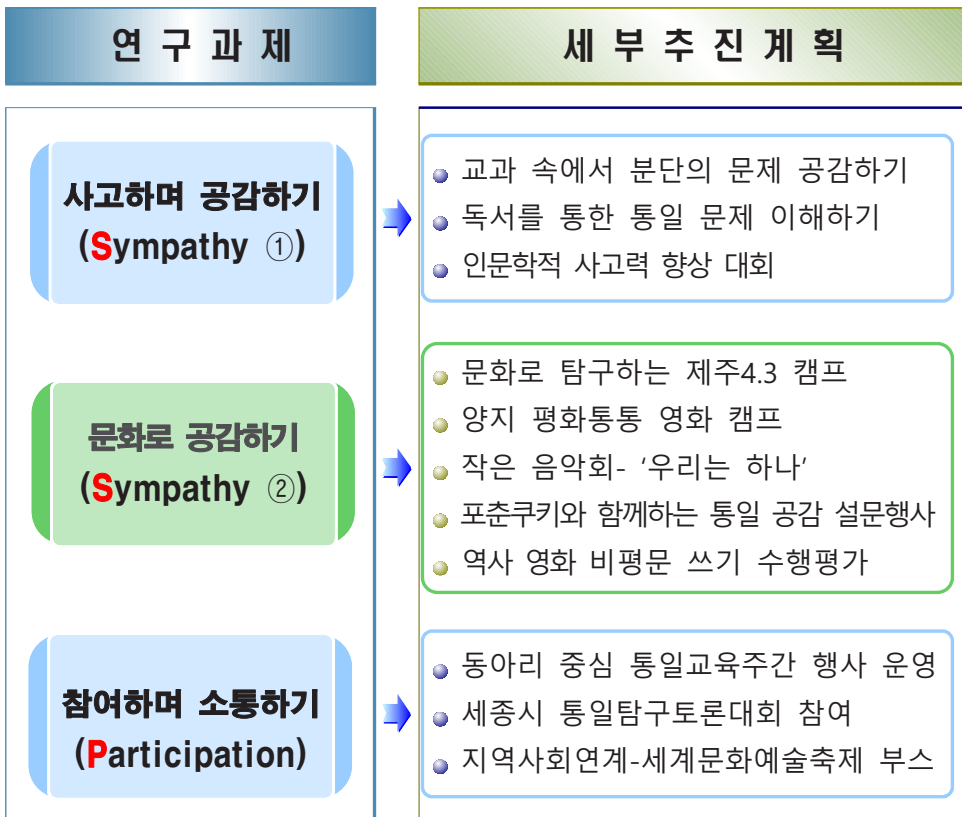 연구과제
세부추진계획
사고하며 공감하기
(Sympathy ①)
교과 속에서 분단의 문제 공감하기
독서를 통한 통일 문제 이해하기
인문학적 사고력 향상 대회
문화로 공감하기
(Sympathy ②)
문화로 탐구하는 제주4.3 캠프
양지 평화통통 영화 캠프
작은 음악회- ‘우리는 하나’
포춘쿠키와 함께하는 통일 공감 설문행사
역사 영화 비평문 쓰기 수행평가
참여하며 소통하기
(Participation)
동아리 중심 통일교육주간 행사 운영
세종시 통일탐구토론대회 참여
지역사회연계-세계문화예술축제 부스